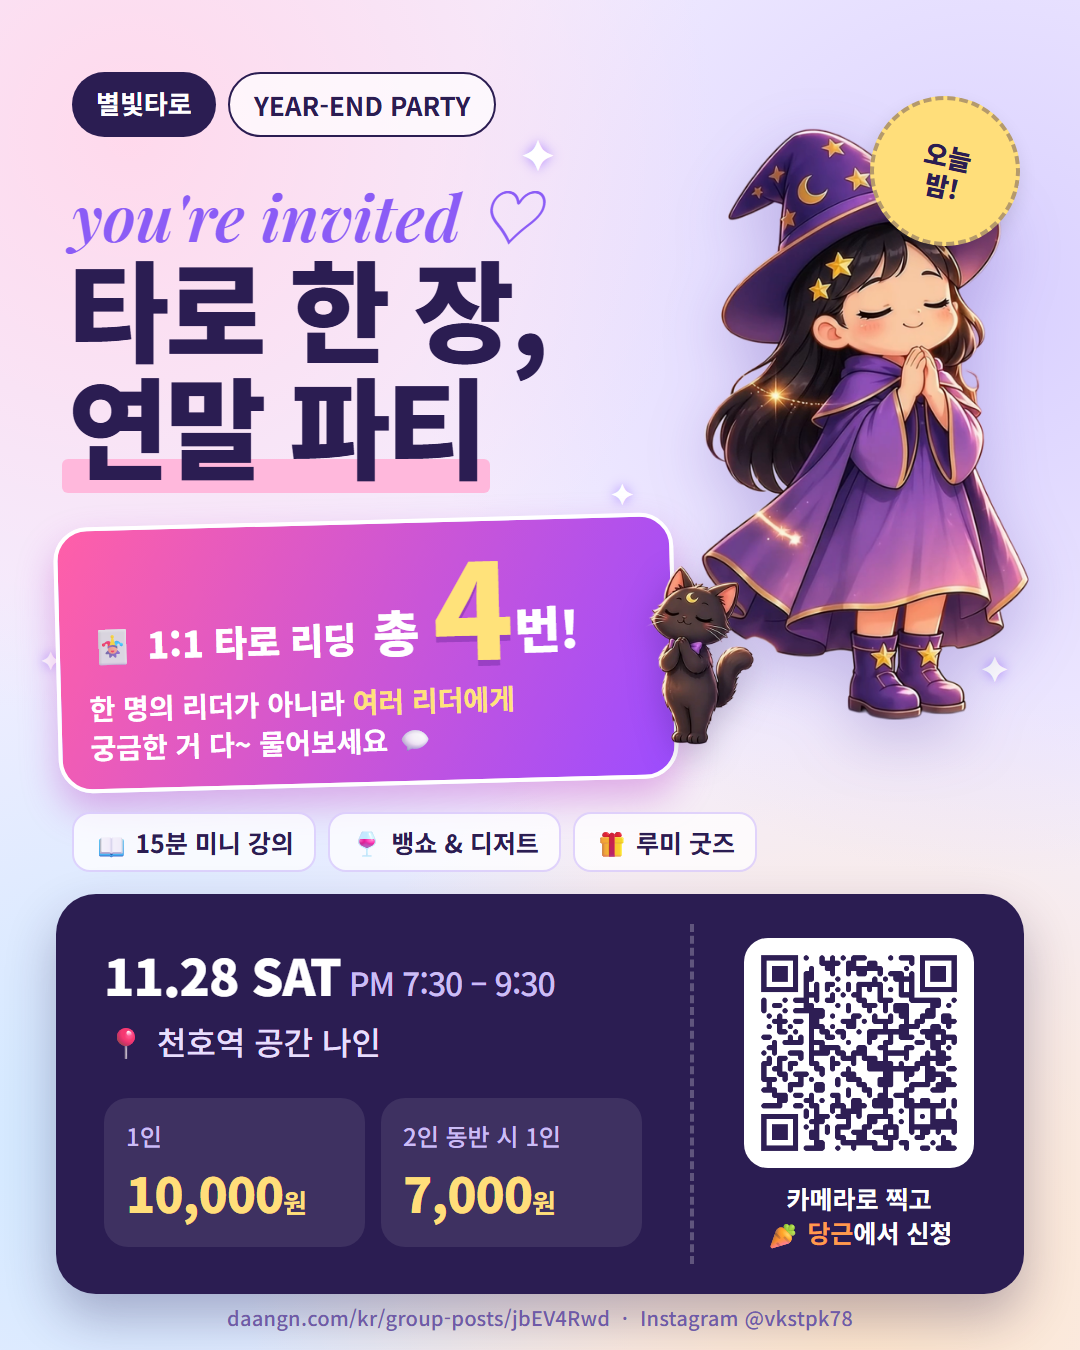 별빛타로
YEAR-END PARTY
오늘
밤!
you're invited ♡
타로 한 장,
연말 파티
🃏 1:1 타로 리딩 총 4번!
한 명의 리더가 아니라 여러 리더에게
궁금한 거 다~ 물어보세요 💬
📖 15분 미니 강의
🍷 뱅쇼 & 디저트
🎁 루미 굿즈
11.28 SAT PM 7:30 – 9:30
📍 천호역 공간 나인
1인
10,000원
2인 동반 시 1인
7,000원
카메라로 찍고
🥕 당근에서 신청
daangn.com/kr/group-posts/jbEV4Rwd · Instagram @vkstpk78